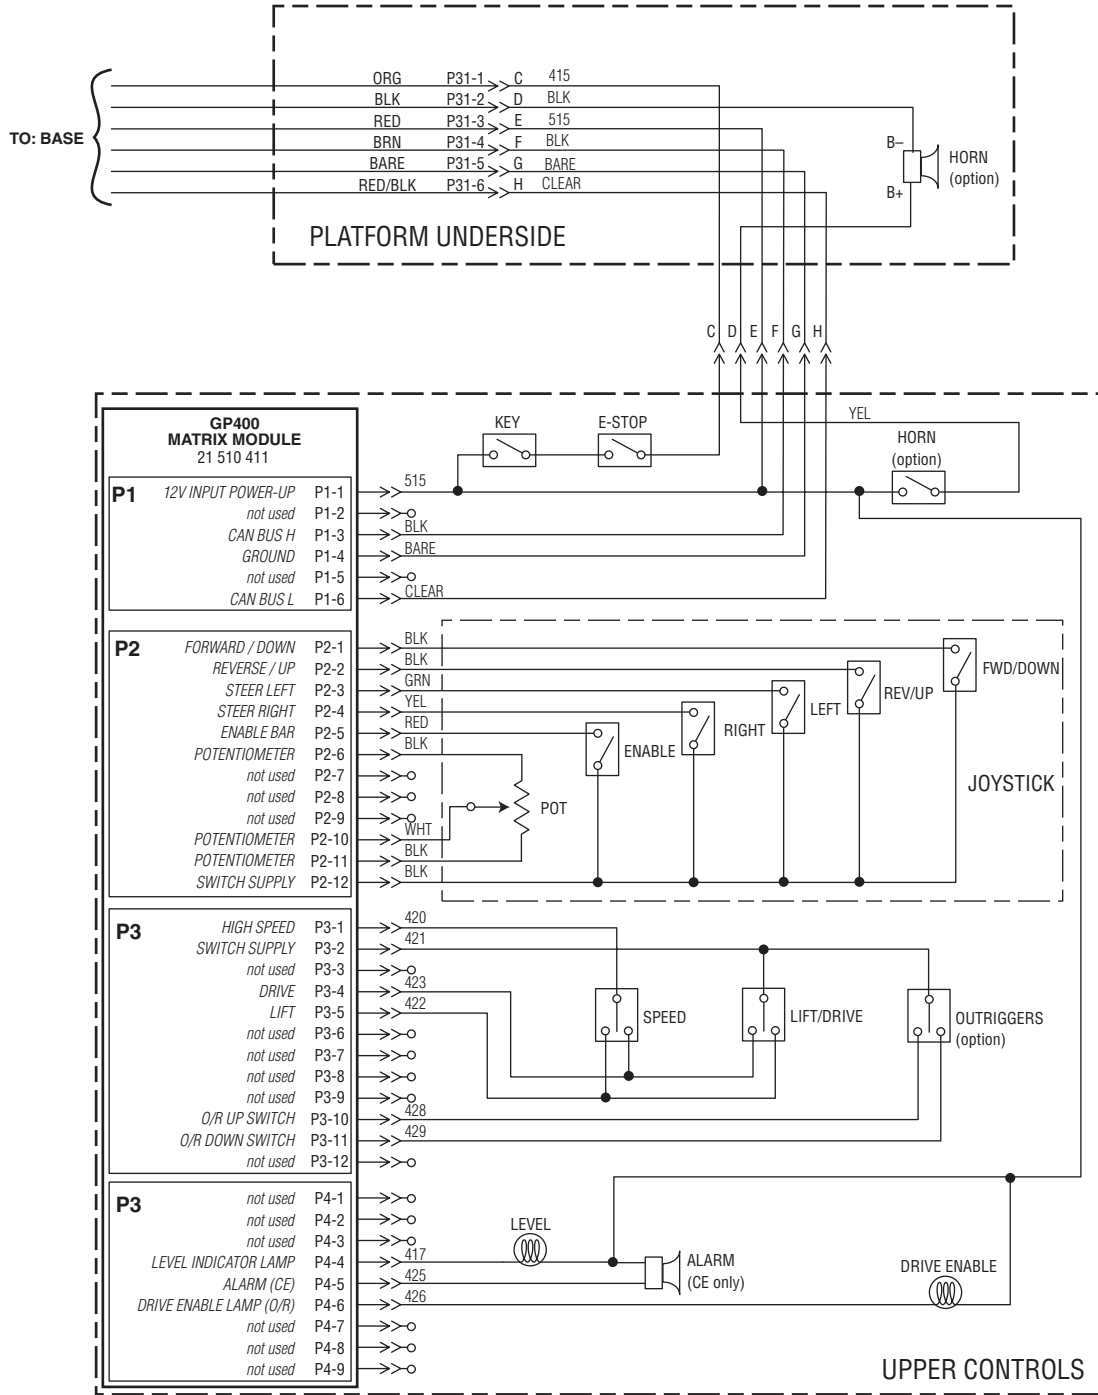 TO: BASE
ORG P31-1 C 415
BLK P31-2 D BLK
RED P31-3 E 515
BRN P31-4 F BLK
BARE P31-5 G BARE
RED/BLK P31-6 H CLEAR
B–
HORN
(option)
B+
PLATFORM UNDERSIDE
C D E F G H
GP400
MATRIX MODULE
21 510 411
KEY
E-STOP
YEL
HORN
(option)
P1
12V INPUT POWER-UP P1-1 515
not used P1-2
CAN BUS H P1-3 BLK
GROUND P1-4 BARE
not used P1-5
CAN BUS L P1-6 CLEAR
P2
FORWARD / DOWN P2-1 BLK
REVERSE / UP P2-2 BLK
STEER LEFT P2-3 GRN
STEER RIGHT P2-4 YEL
ENABLE BAR P2-5 RED
POTENTIOMETER P2-6 BLK
not used P2-7
not used P2-8
not used P2-9
POTENTIOMETER P2-10 WHT
POTENTIOMETER P2-11 BLK
SWITCH SUPPLY P2-12 BLK
FWD/DOWN
REV/UP
LEFT
RIGHT
ENABLE
POT
JOYSTICK
P3
HIGH SPEED P3-1 420
SWITCH SUPPLY P3-2 421
not used P3-3
DRIVE P3-4 423
LIFT P3-5 422
not used P3-6
not used P3-7
not used P3-8
not used P3-9
O/R UP SWITCH P3-10 428
O/R DOWN SWITCH P3-11 429
not used P3-12
SPEED
LIFT/DRIVE
OUTRIGGERS
(option)
P3
not used P4-1
not used P4-2
not used P4-3
LEVEL INDICATOR LAMP P4-4 417
ALARM (CE) P4-5 425
DRIVE ENABLE LAMP (O/R) P4-6 426
not used P4-7
not used P4-8
not used P4-9
LEVEL
ALARM
(CE only)
DRIVE ENABLE
UPPER CONTROLS